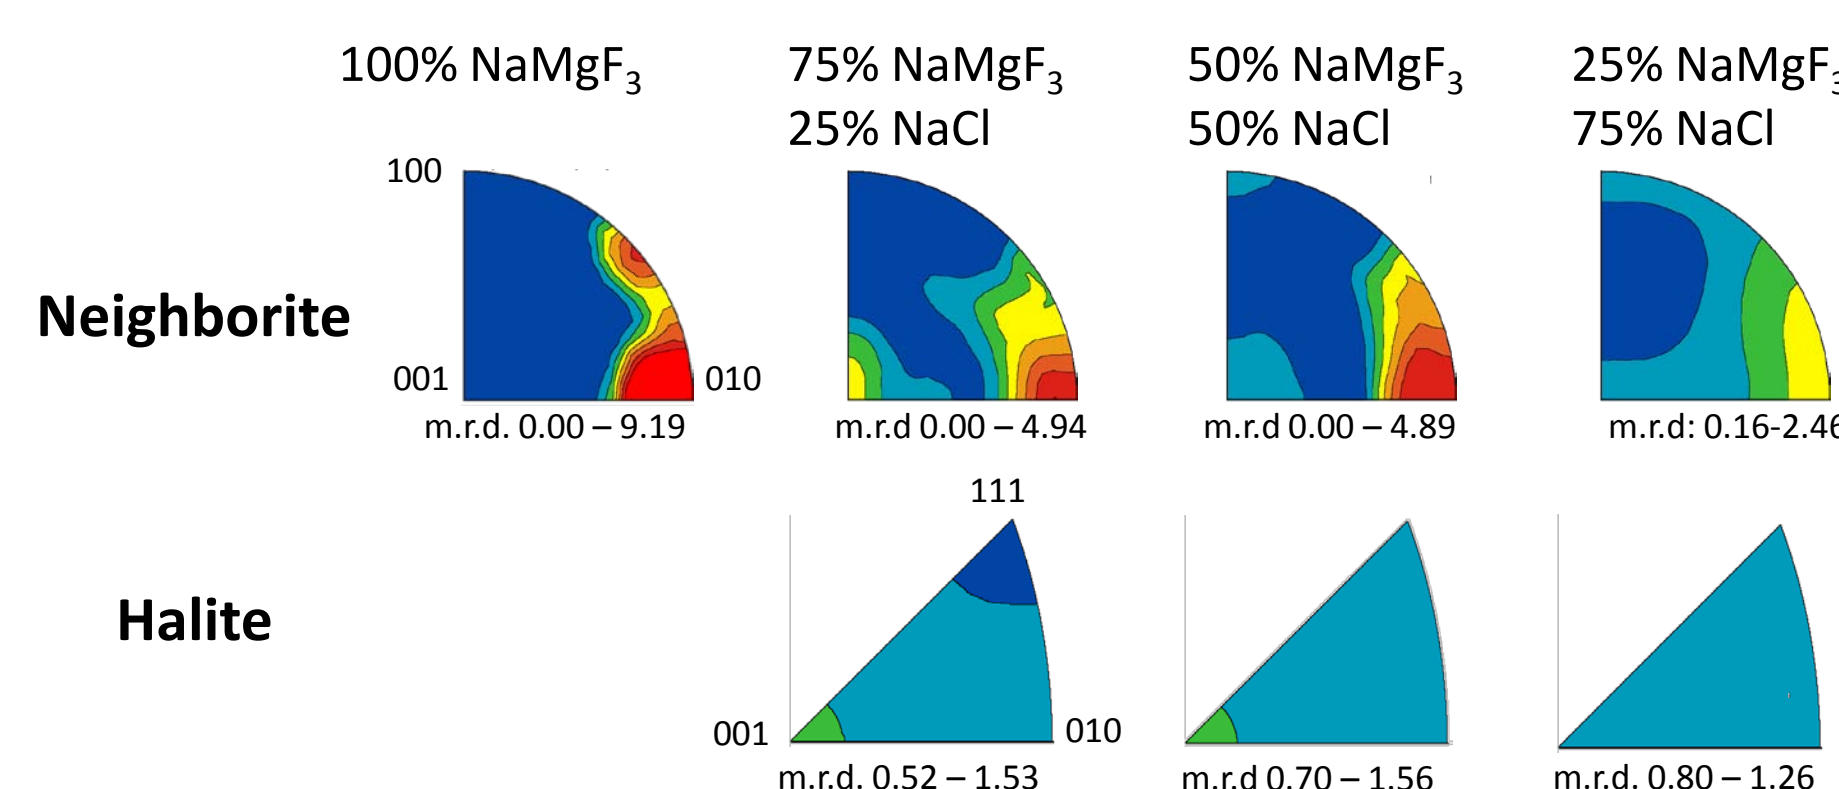 100% NaMgF3 75% NaMgF3 50% NaMgF3 25% NaMgF3
25% NaCl 50% NaCl 75% NaCl
100
Neighborite
001 010
m.r.d. 0.00 – 9.19 m.r.d 0.00 – 4.94 m.r.d 0.00 – 4.89 m.r.d: 0.16-2.46
111
Halite
001 010
m.r.d. 0.52 – 1.53 m.r.d 0.70 – 1.56 m.r.d. 0.80 – 1.26